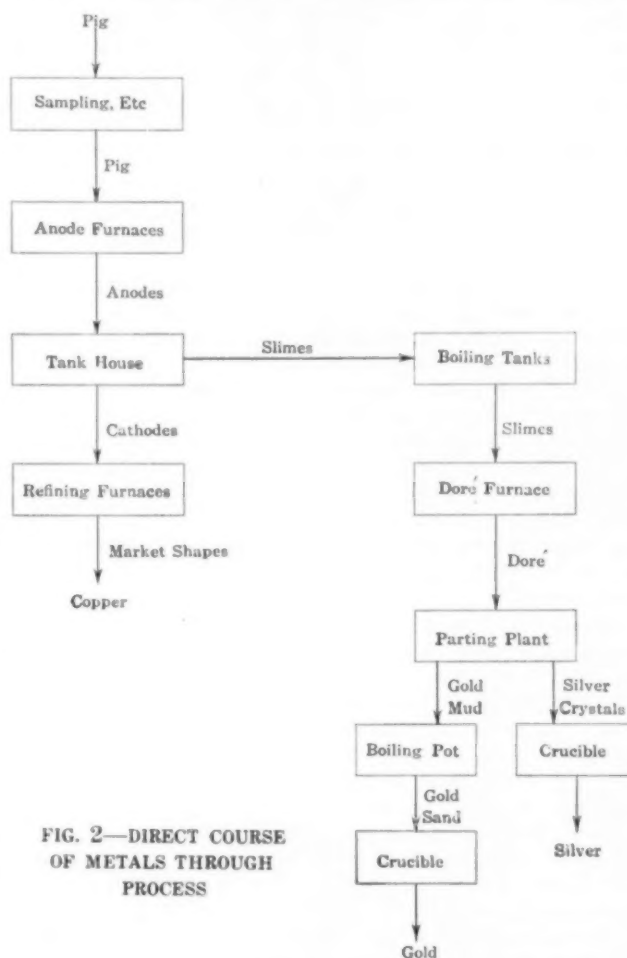 Pig
Sampling, Etc
Pig
Anode Furnaces
Anodes
Tank House
Slimes
Boiling Tanks
Cathodes
Slimes
Refining Furnaces
Doré Furnace
Market Shapes
Doré
Copper
Parting Plant
Gold
Mud
Silver
Crystals
Boiling Pot
Crucible
Gold
Sand
Silver
Crucible
Gold
FIG. 2—DIRECT COURSE
OF METALS THROUGH
PROCESS